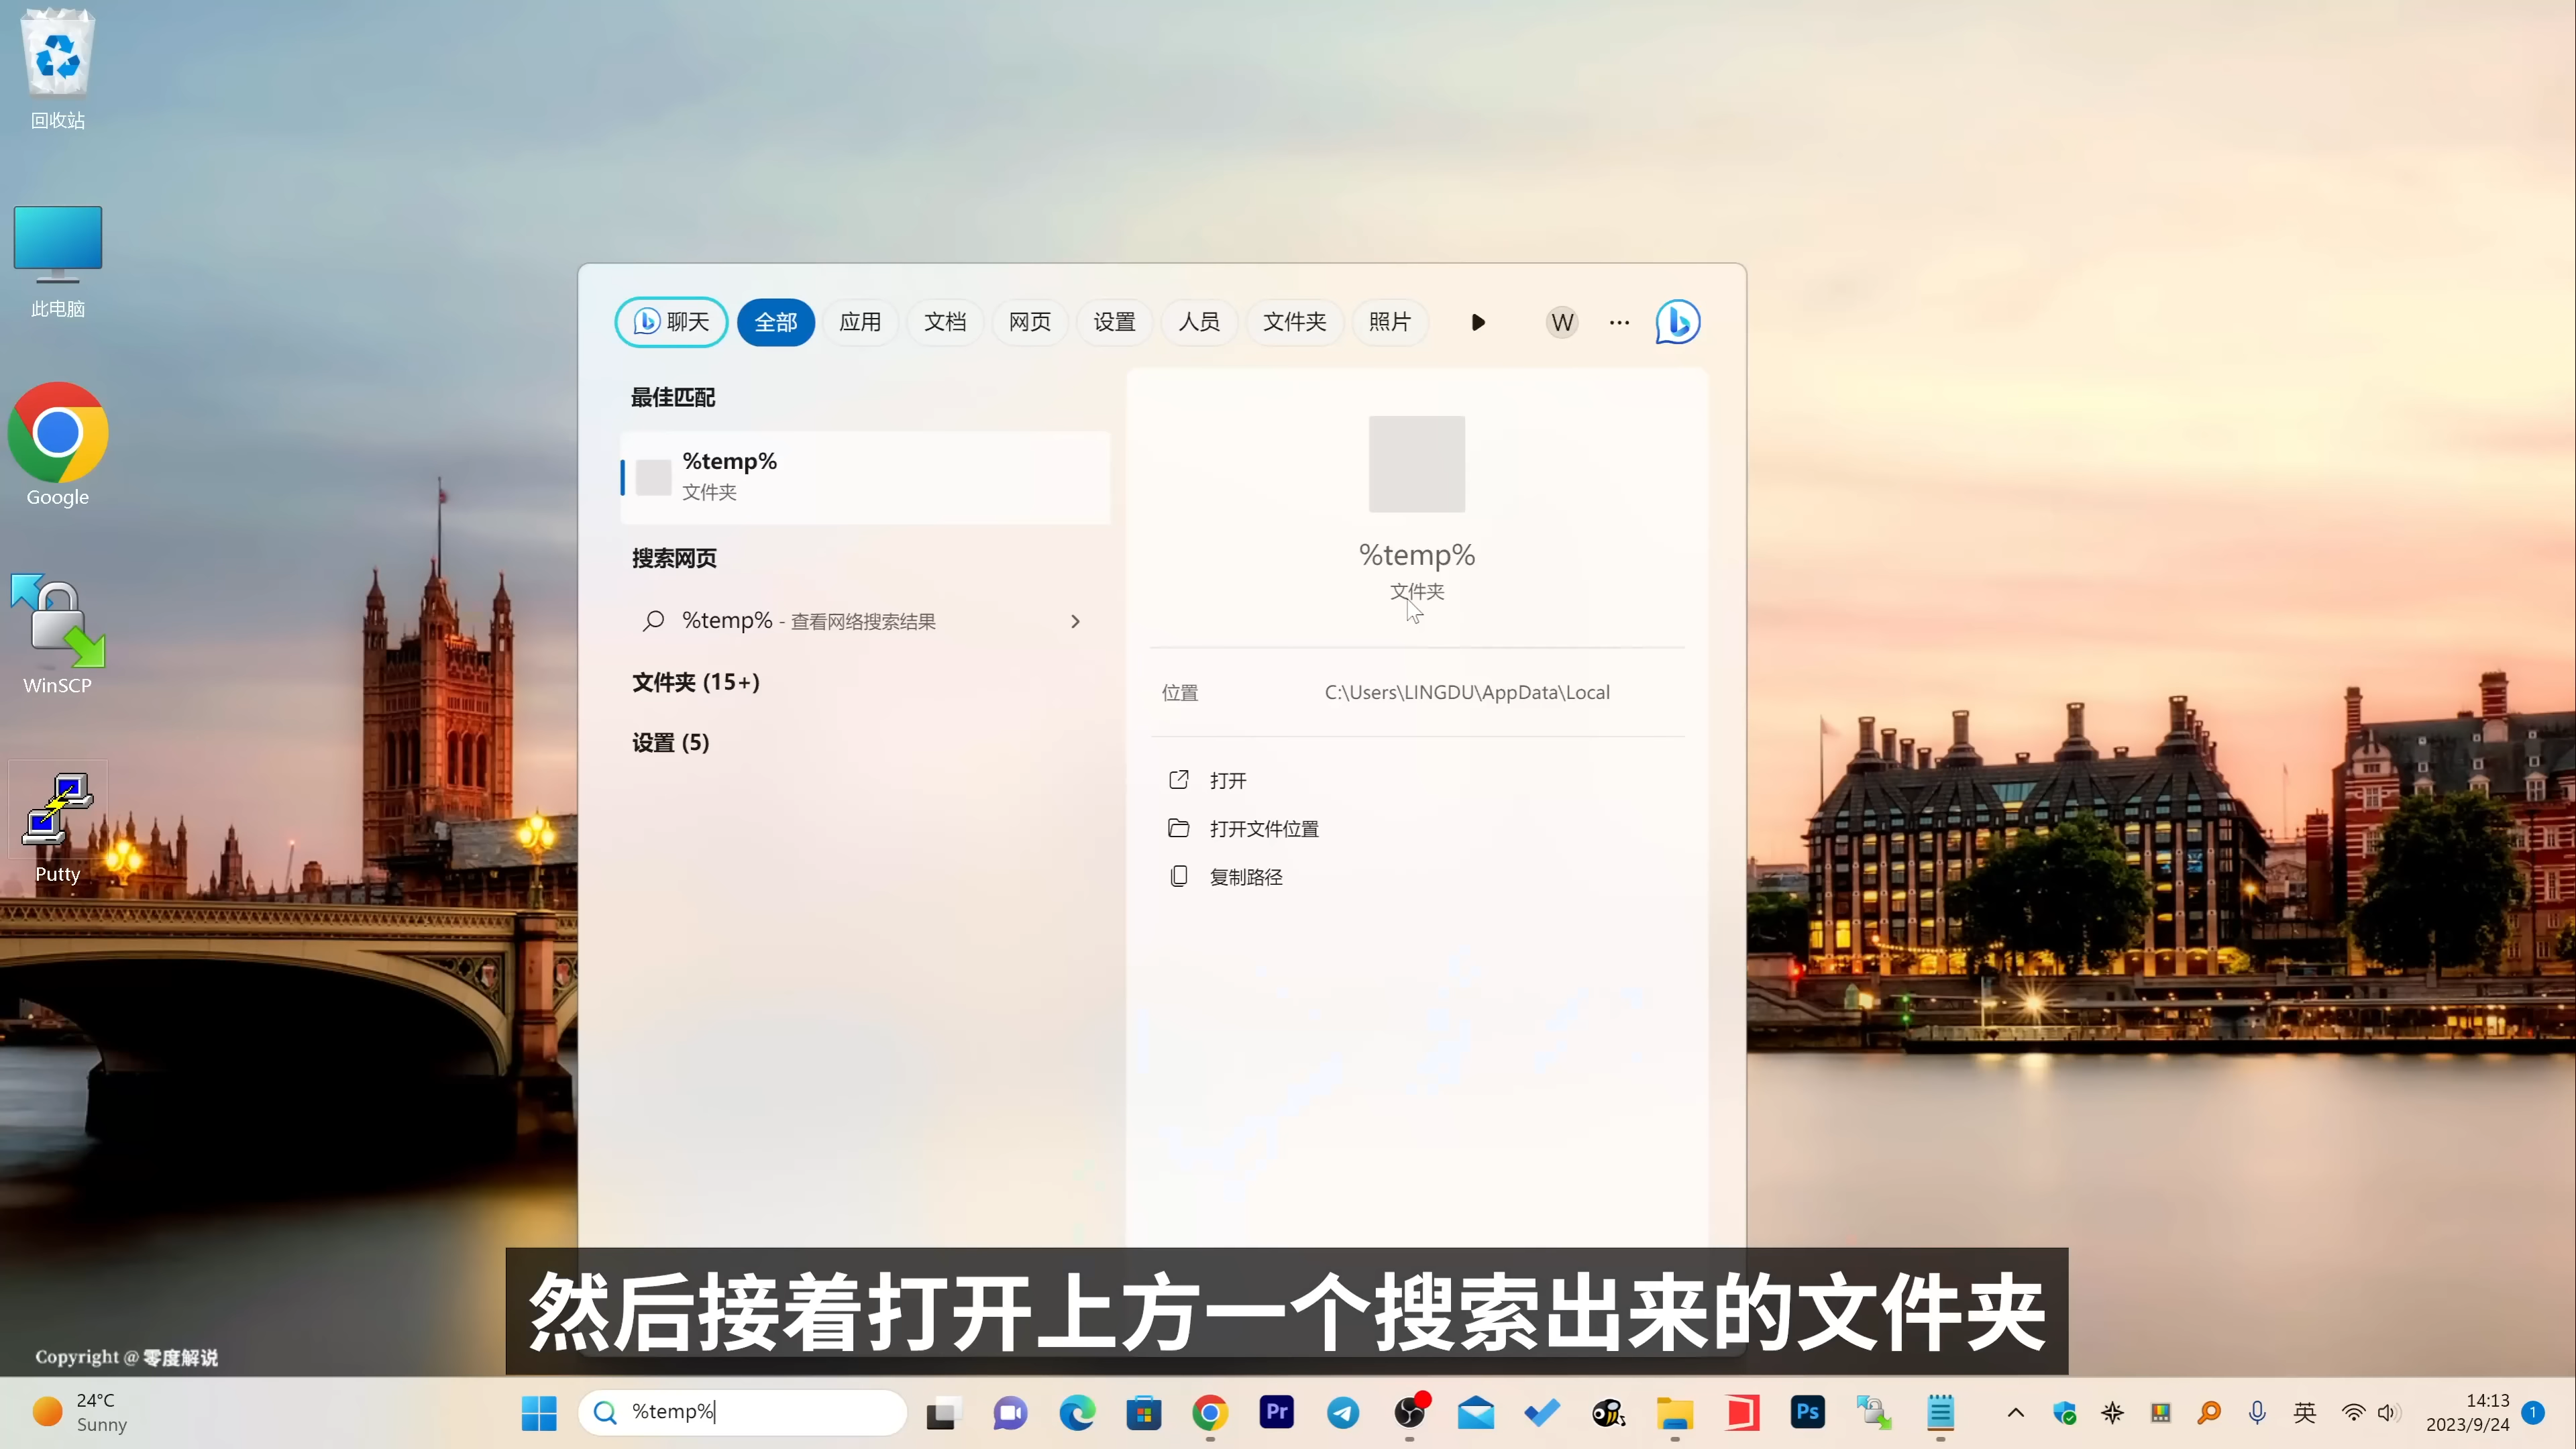 回收站
此电脑
Google
WinSCP
Putty
聊天
全部
应用
文档
网页
设置
人员
文件夹
照片
W
最佳匹配
%temp%
文件夹
搜索网页
%temp% - 查看网络搜索结果
文件夹 (15+)
设置 (5)
%temp%
文件夹
位置 C:\Users\LINGDU\AppData\Local
打开
打开文件位置
复制路径
然后接着打开上方一个搜索出来的文件夹
Copyright @ 零度解说
24°C
Sunny
%temp%
Pr
Ps
英
14:13
2023/9/24
1